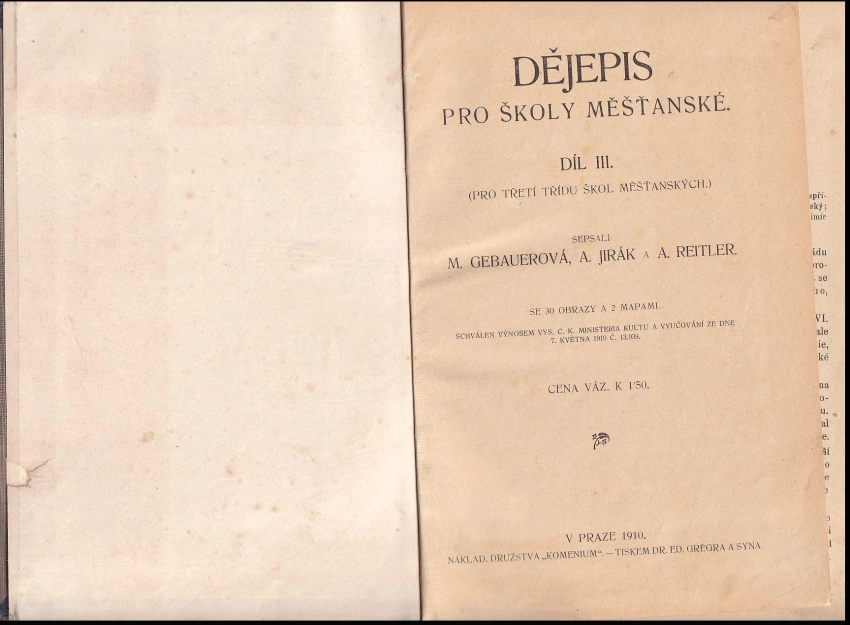 DĚJEPIS
PRO ŠKOLY MĚŠŤANSKÉ.
DÍL III.
(PRO TŘETÍ TŘÍDU ŠKOL MĚŠŤANSKÝCH.)
SEPSALI
M. GEBAUEROVÁ, A. JIRÁK A A. REITLER.
SE 30 OBRAZY A 2 MAPAMI.
SCHVÁLEN VÝNOSEM VYS. C. K. MINISTERIA KULTU A VYUČOVÁNÍ ZE DNE
7. KVĚTNA 1910 Č. 13.108.
CENA VÁZ. K 1'50.
V PRAZE 1910.
NÁKLAD. DRUŽSTVA „KOMENIUM“. — TISKEM DR. ED. GRÉGRA A SYNA